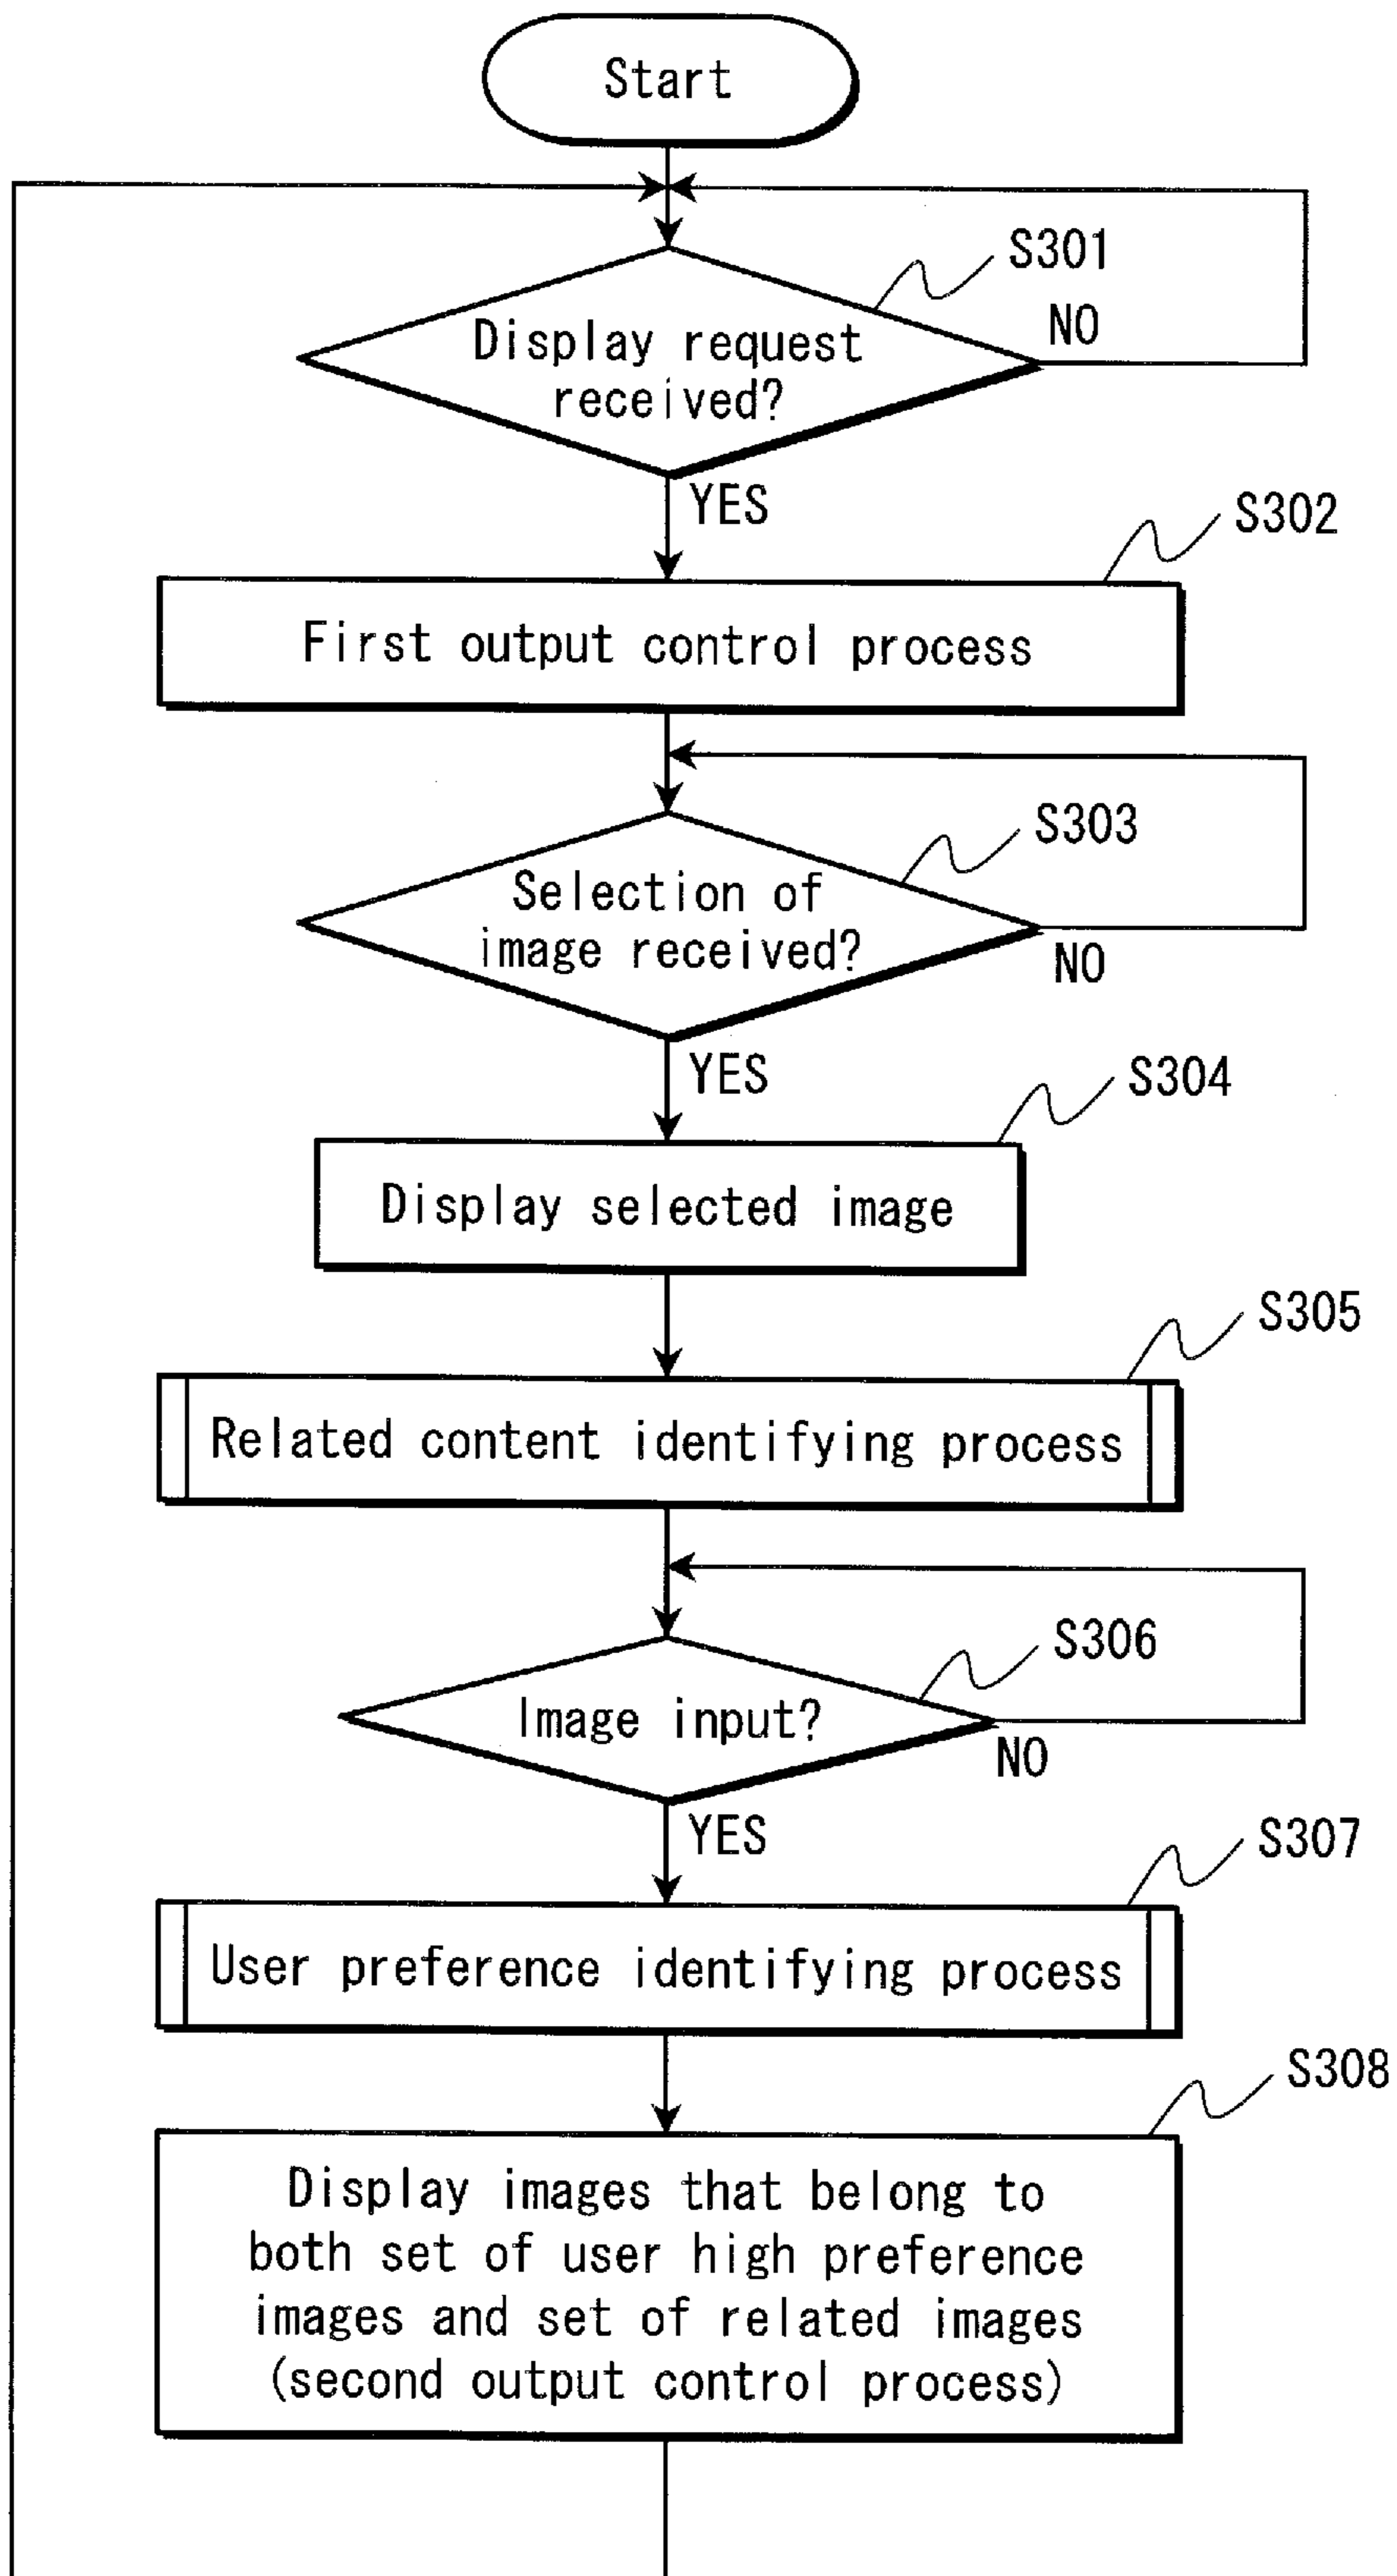 Start
S301
Display request
received?
NO
YES
S302
First output control process
S303
Selection of
image received?
NO
YES
S304
Display selected image
S305
Related content identifying process
S306
Image input?
NO
YES
S307
User preference identifying process
S308
Display images that belong to
both set of user high preference
images and set of related images
(second output control process)